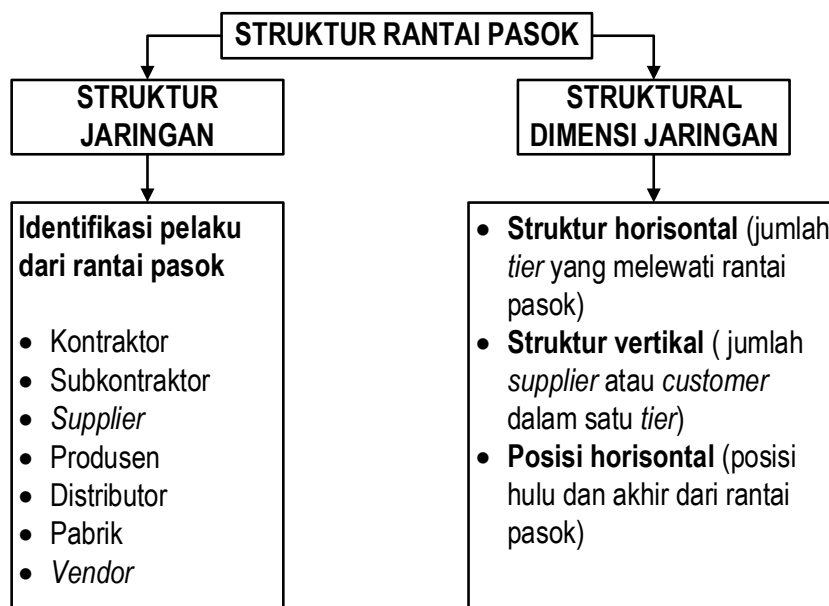 STRUKTUR RANTAI PASOK
STRUKTUR
JARINGAN
STRUKTURAL
DIMENSI JARINGAN
Identifikasi pelaku
dari rantai pasok
• Kontraktor
• Subkontraktor
• Supplier
• Produsen
• Distributor
• Pabrik
• Vendor
• Struktur horisontal (jumlah
tier yang melewati rantai
pasok)
• Struktur vertikal ( jumlah
supplier atau customer
dalam satu tier)
• Posisi horisontal (posisi
hulu dan akhir dari rantai
pasok)